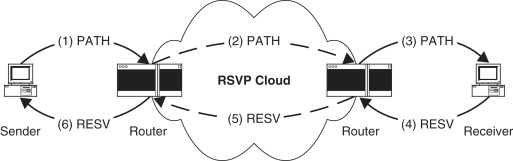 (1) PATH
(2) PATH
(3) PATH
RSVP Cloud
(6) RESV
(5) RESV
(4) RESV
Sender
Router
Router
Receiver